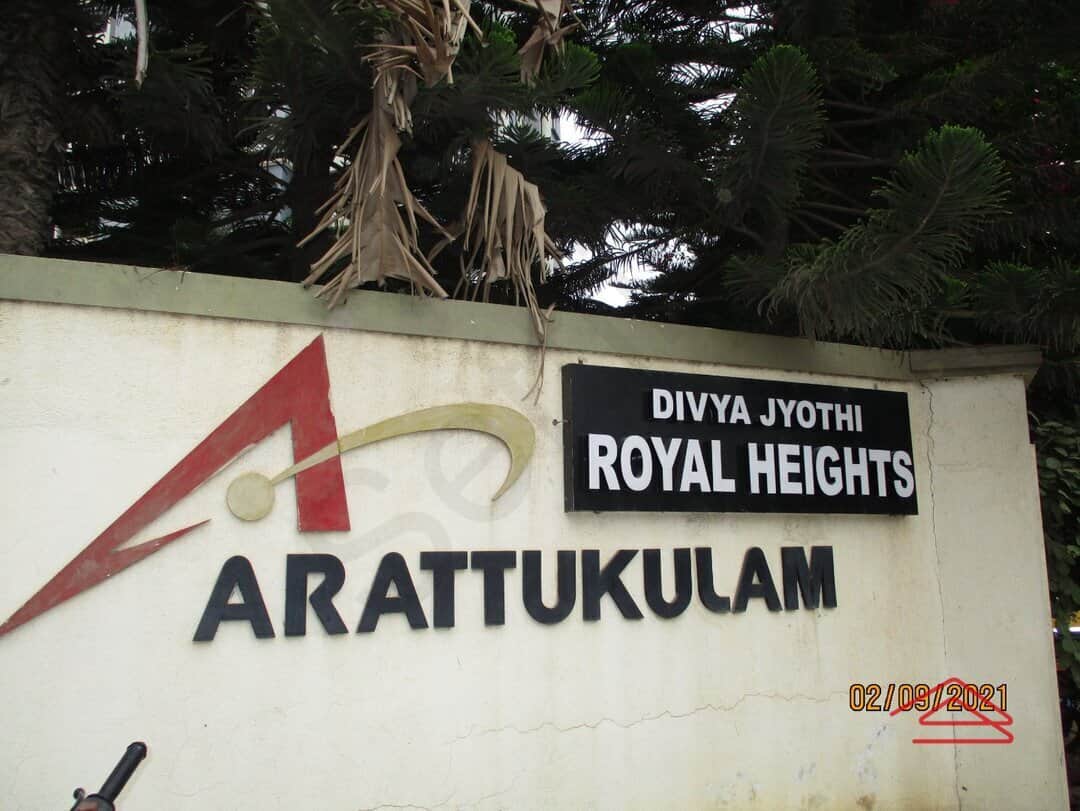 DIVYA JYOTHI
ROYAL HEIGHTS
ARATTUKULAM
02/09/2021